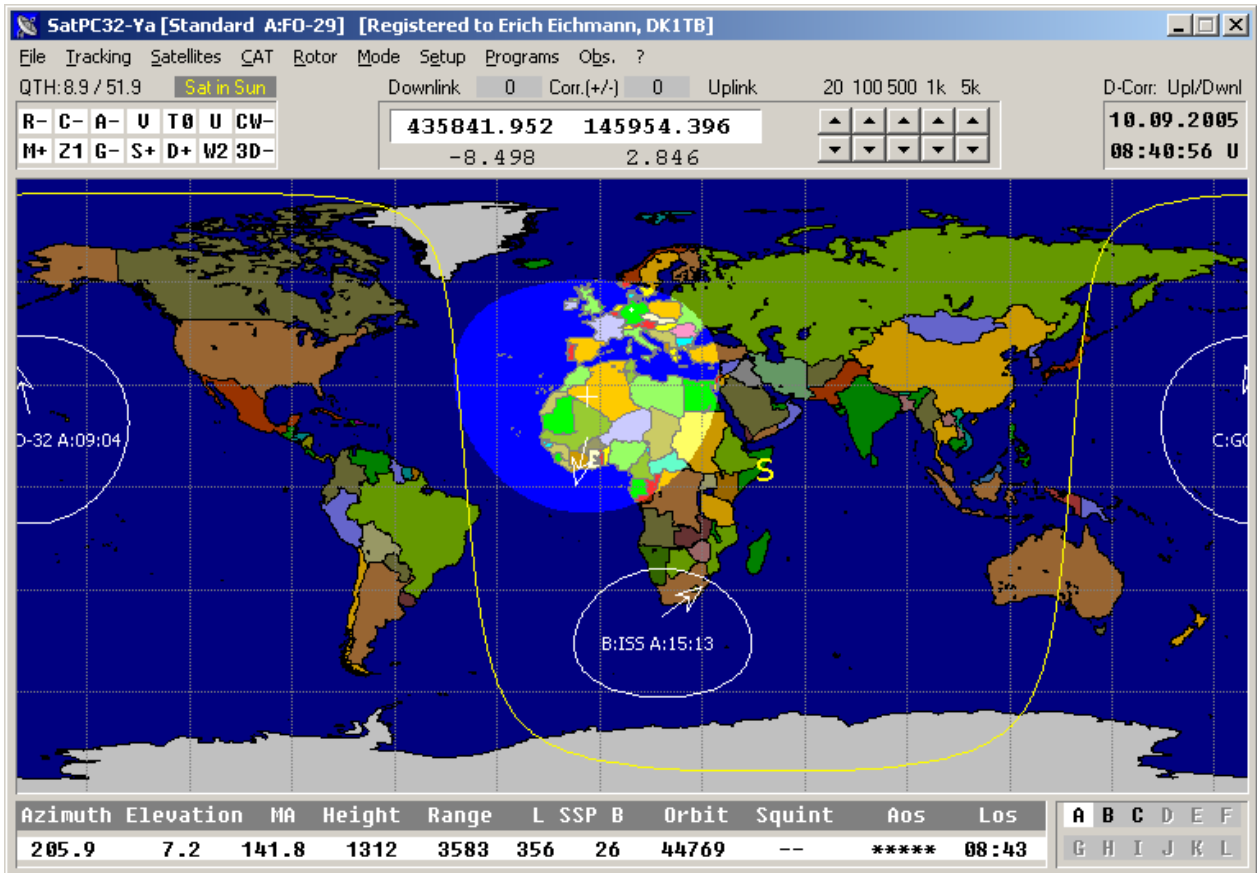 SatPC32-Ya [Standard A:FO-29] [Registered to Erich Eichmann, DK1TB]
File Tracking Satellites CAT Rotor Mode Setup Programs Obs. ?
QTH: 8.9 / 51.9 Sat in Sun Downlink 0 Corr.(+/-) 0 Uplink 20 100 500 1k 5k D-Corr: Upl/Dwnl
R- C- A- V T0 U CW- 435841.952 145954.396 10.09.2005
M+ Z1 G- S+ D+ W2 3D- -8.498 2.846 08:40:56 U
O-32 A:09:04 C:GO
S
B:ISS A:15:13
Azimuth Elevation MA Height Range L SSP B Orbit Squint Aos Los A B C D E F
205.9 7.2 141.8 1312 3583 356 26 44769 -- ***** 08:43 G H I J K L